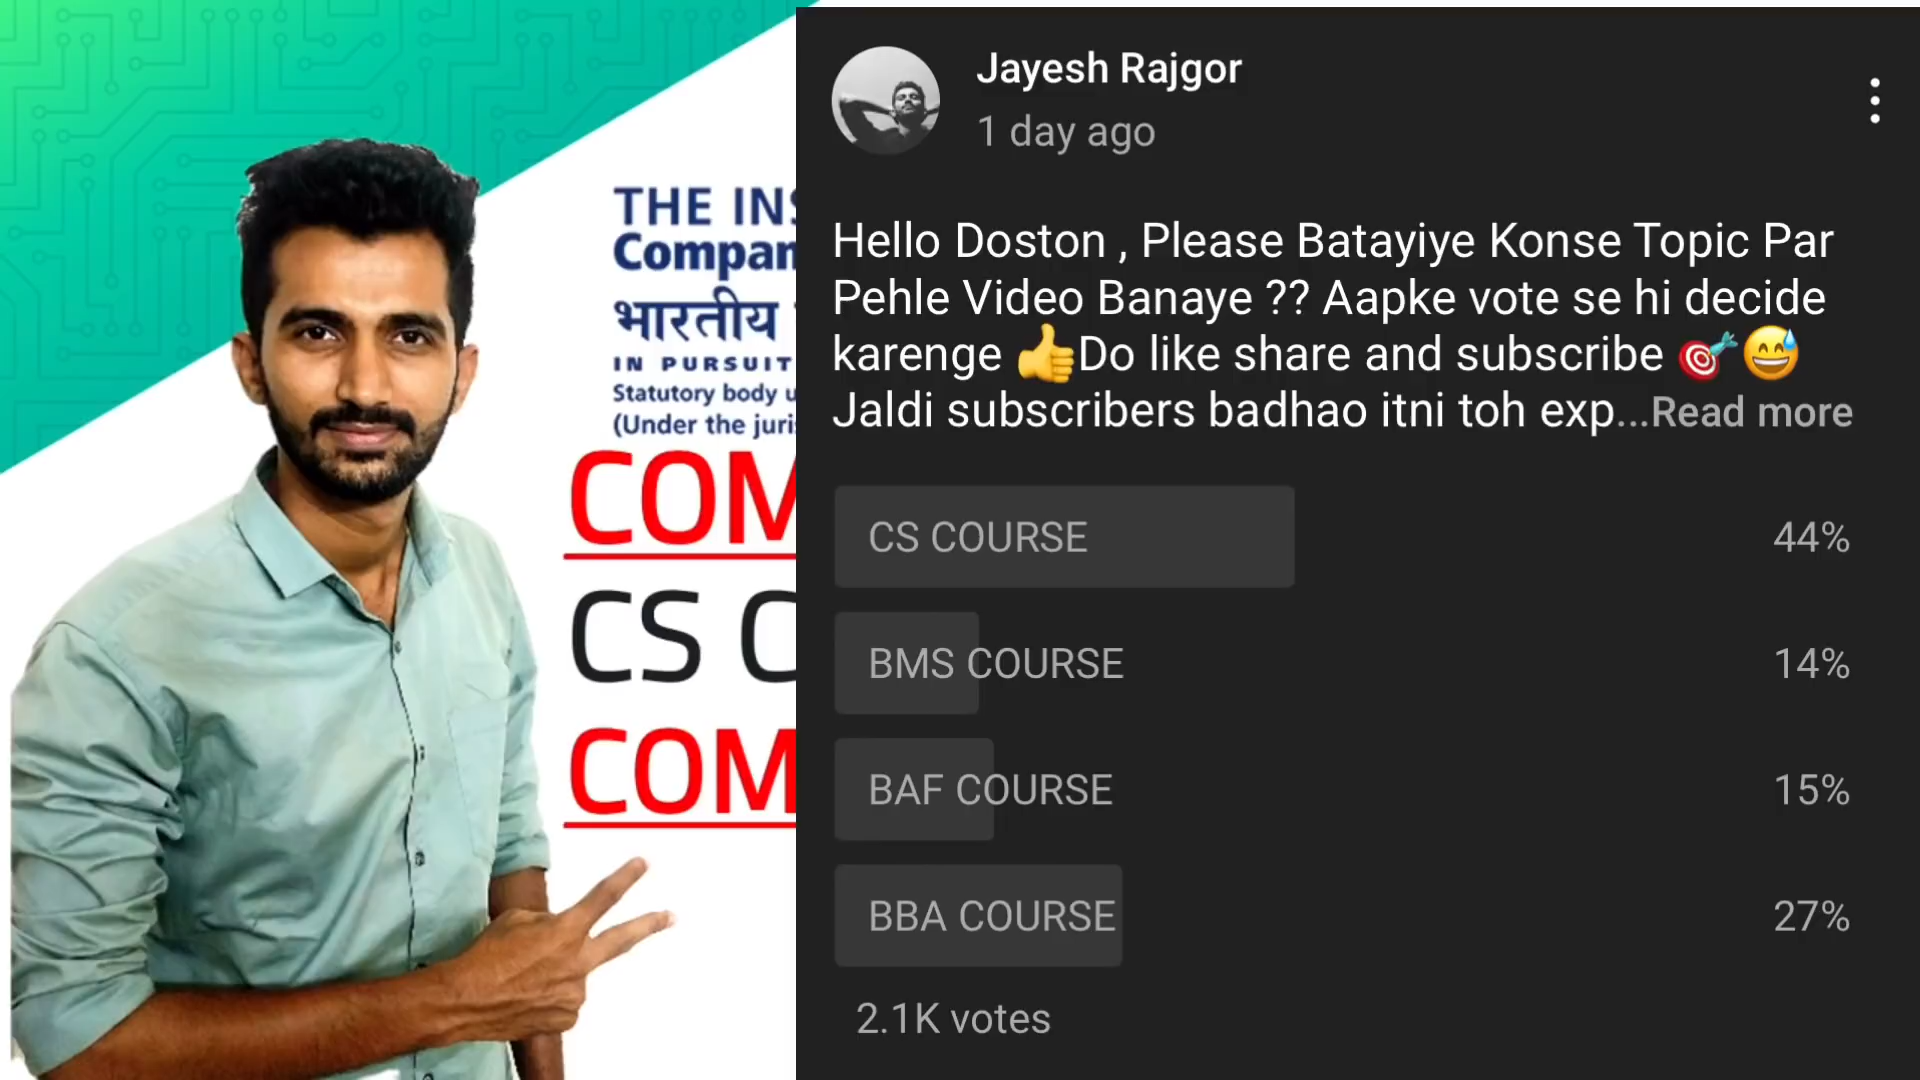 THE INS
Compan
भारतीय
IN PURSUIT
Statutory body u
(Under the juris
COM
CS C
COM
Jayesh Rajgor
1 day ago
Hello Doston , Please Batayiye Konse Topic Par
Pehle Video Banaye ?? Aapke vote se hi decide
karenge 👍Do like share and subscribe 🎯😅
Jaldi subscribers badhao itni toh exp...Read more
CS COURSE 44%
BMS COURSE 14%
BAF COURSE 15%
BBA COURSE 27%
2.1K votes